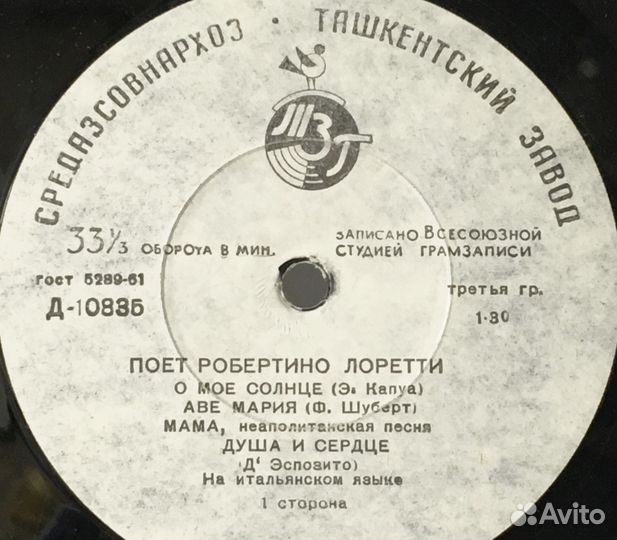 СРЕДАЗСОВНАРХОЗ · ТАШКЕНТСКИЙ ЗАВОД
ТЗГ
33⅓ ОБОРОТА В МИН.
ЗАПИСАНО ВСЕСОЮЗНОЙ
СТУДИЕЙ ГРАМЗАПИСИ
ГОСТ 5289-61
Д-10835
третья гр.
1-30
ПОЕТ РОБЕРТИНО ЛОРЕТТИ
О МОЕ СОЛНЦЕ (Э. Капуа)
АВЕ МАРИЯ (Ф. Шуберт)
МАМА, неаполитанская песня
ДУША И СЕРДЦЕ
(Д' Эспозито)
На итальянском языке
1 сторона
Avito